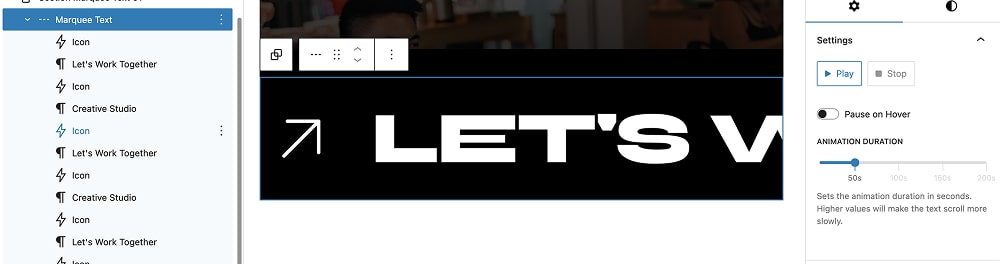 Marquee Text
Icon
Let's Work Together
Icon
Creative Studio
Icon
Let's Work Together
Icon
Creative Studio
Icon
Let's Work Together
LET'S
Settings
Play
Stop
Pause on Hover
ANIMATION DURATION
50s 100s 150s 200s
Sets the animation duration in seconds.
Higher values will make the text scroll more
slowly.